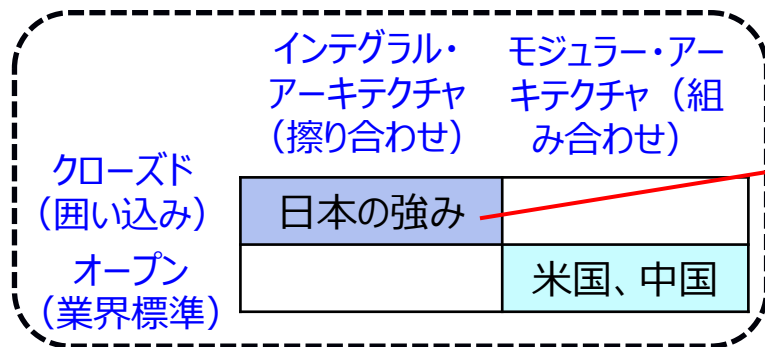 インテグラル・
アーキテクチャ
(擦り合わせ)
モジュラー・アー
キテクチャ(組
み合わせ)
クローズド
(囲い込み)
日本の強み
オープン
(業界標準)
米国、中国